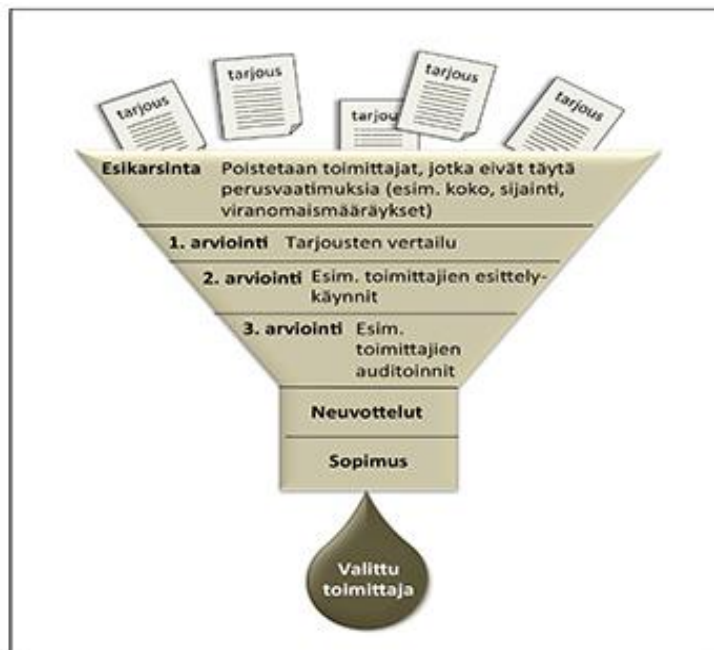 tarjous
tarjous
tarjous
tarjous
tarjous
Esikarsinta Poistetaan toimittajat, jotka eivät täytä
perusvaatimuksia (esim. koko, sijainti,
viranomaismääräykset)
1. arviointi Tarjousten vertailu
2. arviointi Esim. toimittajien esittely-
käynnit
3. arviointi Esim.
toimittajien
auditoinnit
Neuvottelut
Sopimus
Valittu
toimittaja